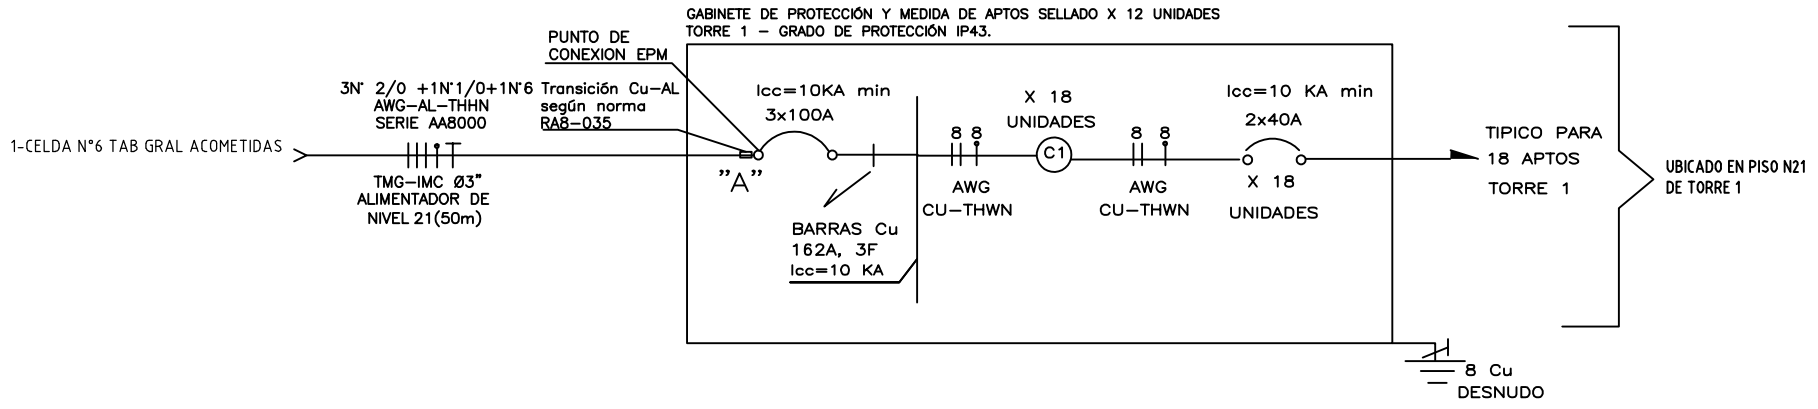 GABINETE DE PROTECCIÓN Y MEDIDA DE APTOS SELLADO X 12 UNIDADES
TORRE 1 – GRADO DE PROTECCIÓN IP43.
PUNTO DE
CONEXION EPM
3N° 2/0 +1N°1/0+1N°6
AWG-AL-THHN
SERIE AA8000
Transición Cu-AL
según norma
RA8-035
1-CELDA N°6 TAB GRAL ACOMETIDAS
TMG-IMC Ø3"
ALIMENTADOR DE
NIVEL 21(50m)
Icc=10KA min
3x100A
"A"
BARRAS Cu
162A, 3F
Icc=10 KA
8 8
AWG
CU-THWN
X 18
UNIDADES
C1
8 8
AWG
CU-THWN
Icc=10 KA min
2x40A
X 18
UNIDADES
TIPICO PARA
18 APTOS
TORRE 1
UBICADO EN PISO N21
DE TORRE 1
8 Cu
DESNUDO